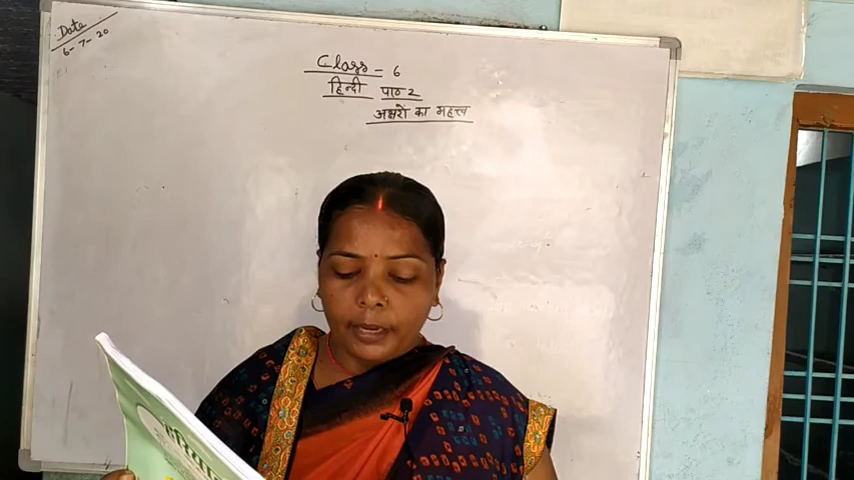 Date
6-7-20
Class - 6
हिन्दी पाठ 2
अक्षरो का महत्त्व